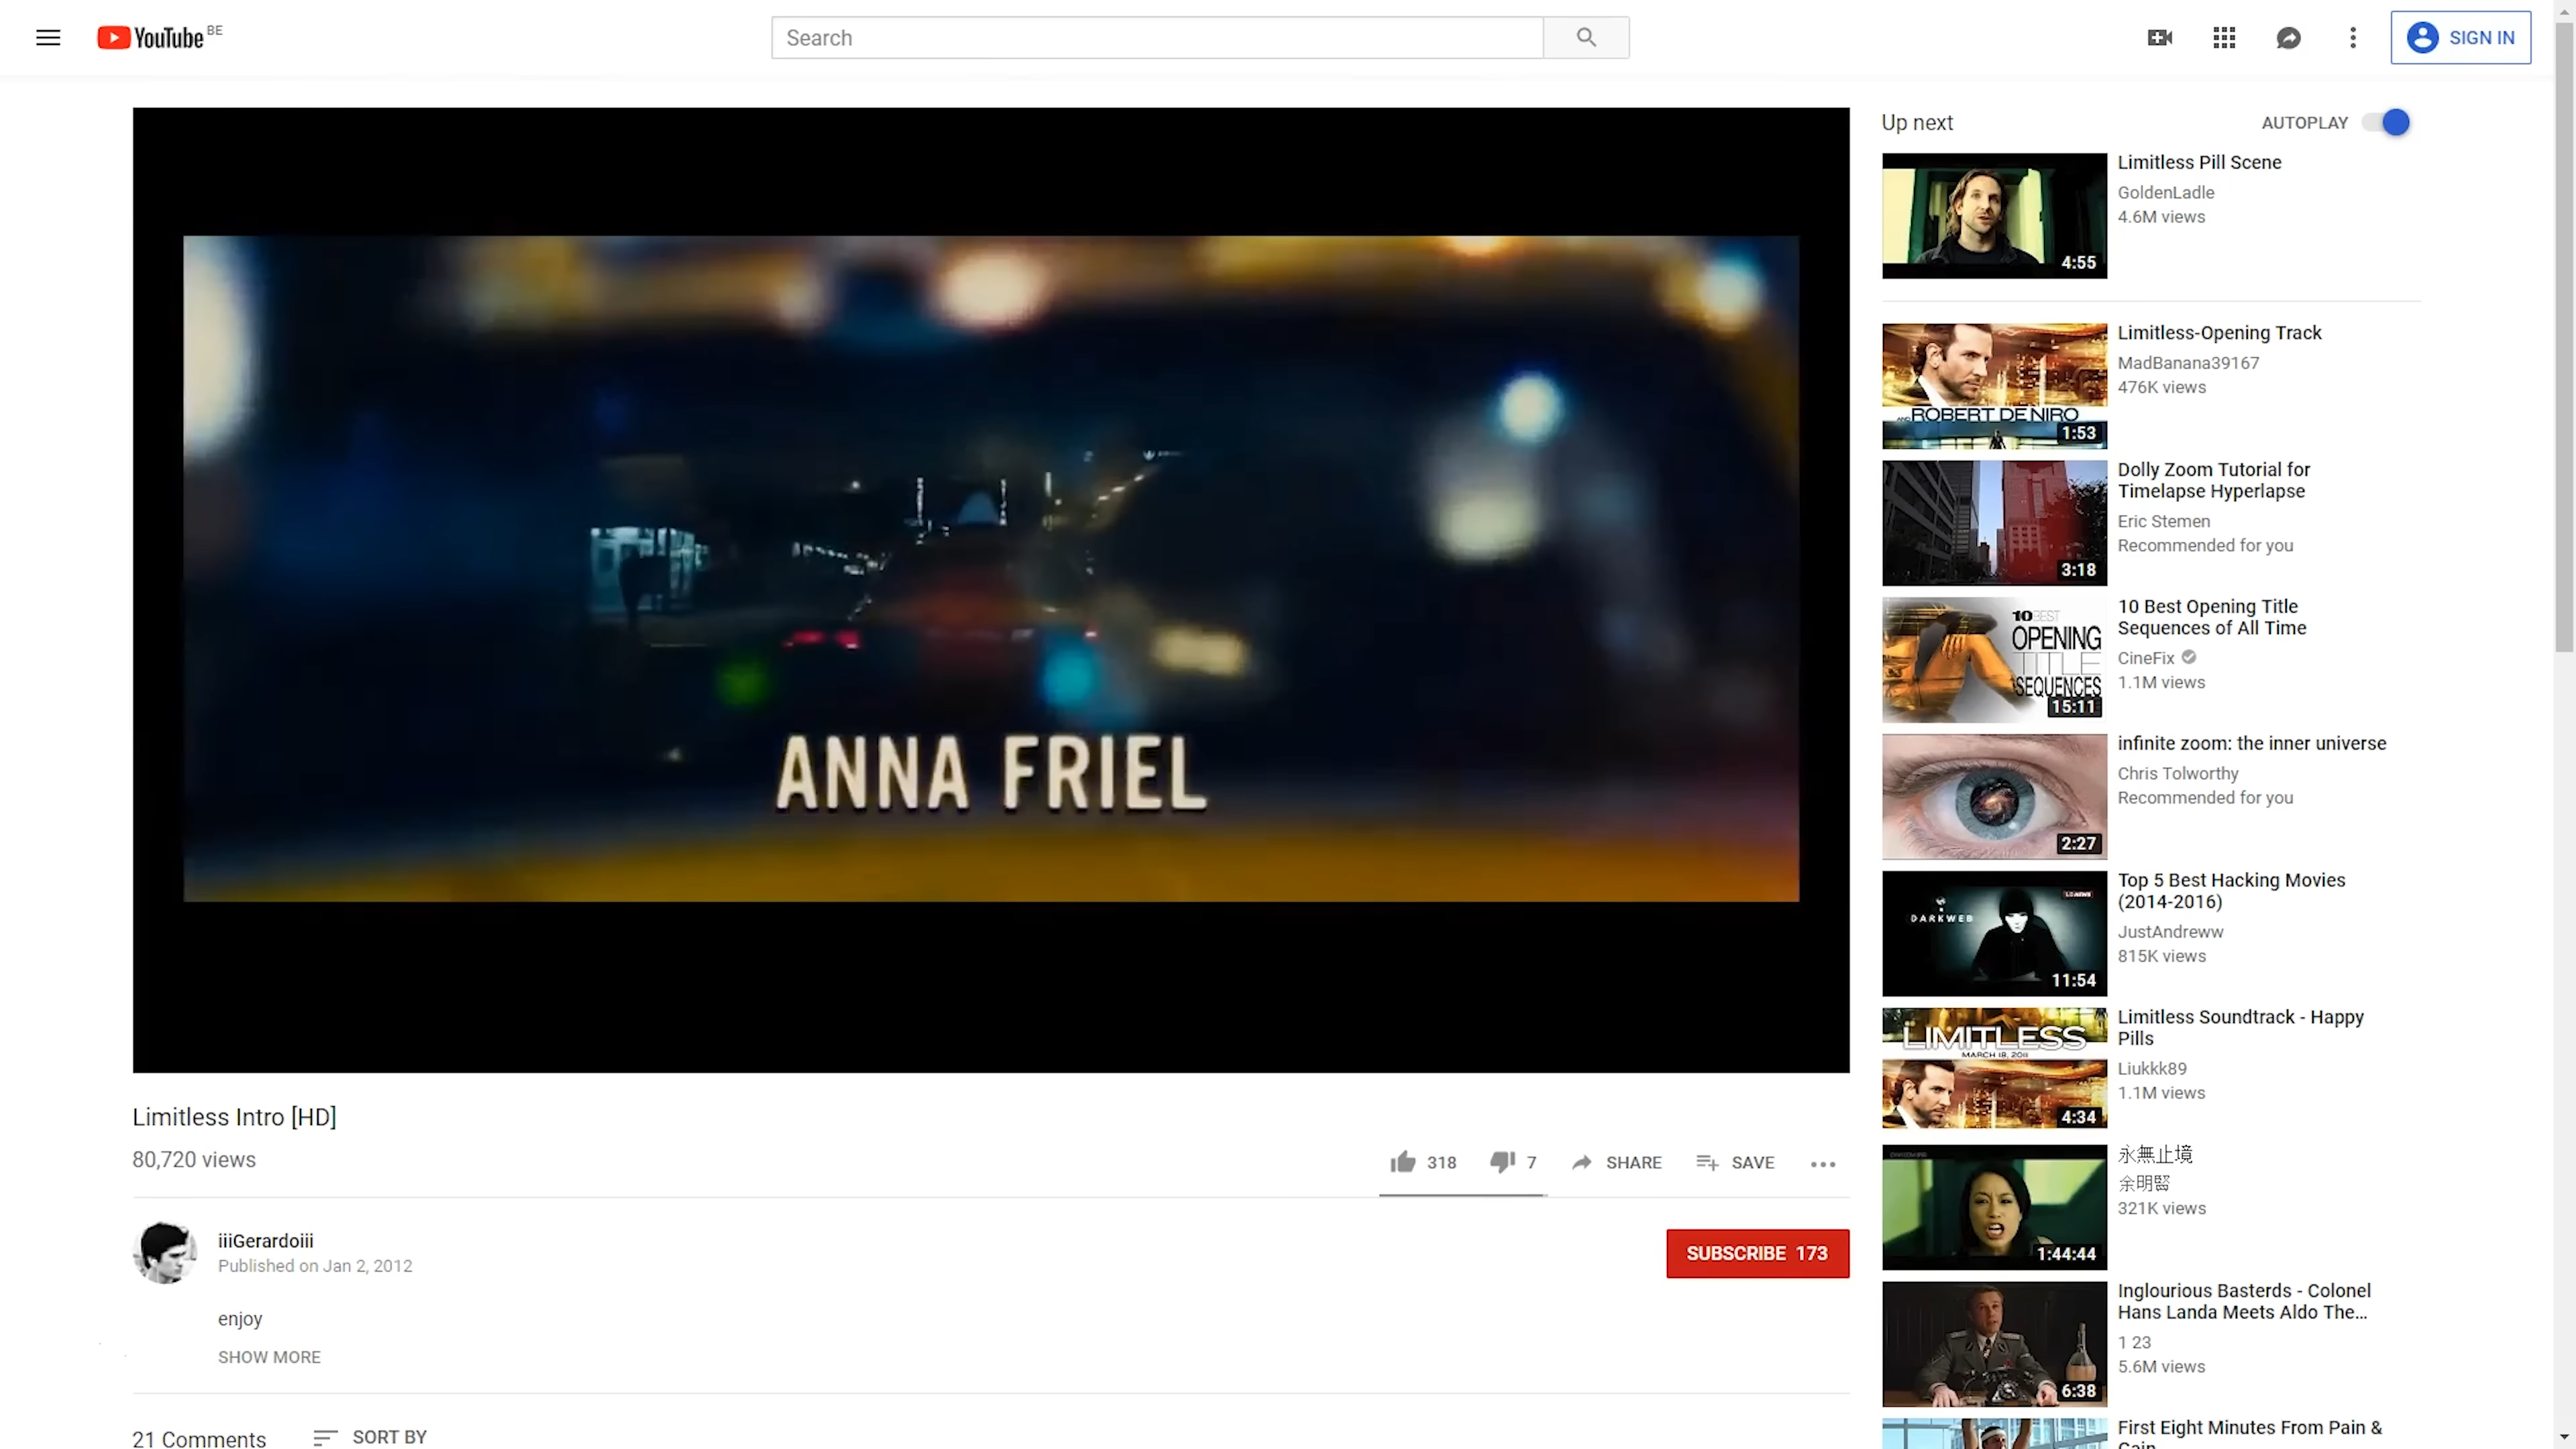 YouTube BE
Search
SIGN IN
ANNA FRIEL
Limitless Intro [HD]
80,720 views
318
7
SHARE
SAVE
iiiGerardoiii
Published on Jan 2, 2012
SUBSCRIBE 173
enjoy
SHOW MORE
21 Comments
SORT BY
Up next
AUTOPLAY
4:55
Limitless Pill Scene
GoldenLadle
4.6M views
ROBERT DE NIRO
1:53
Limitless-Opening Track
MadBanana39167
476K views
3:18
Dolly Zoom Tutorial for
Timelapse Hyperlapse
Eric Stemen
Recommended for you
10 BEST
OPENING
TITLE
SEQUENCES
15:11
10 Best Opening Title
Sequences of All Time
CineFix
1.1M views
2:27
infinite zoom: the inner universe
Chris Tolworthy
Recommended for you
DARKWEB
11:54
Top 5 Best Hacking Movies
(2014-2016)
JustAndreww
815K views
LIMITLESS
MARCH 18, 2011
4:34
Limitless Soundtrack - Happy
Pills
Liukkk89
1.1M views
1:44:44
永無止境
余明賢
321K views
6:38
Inglourious Basterds - Colonel
Hans Landa Meets Aldo The...
1 23
5.6M views
First Eight Minutes From Pain &